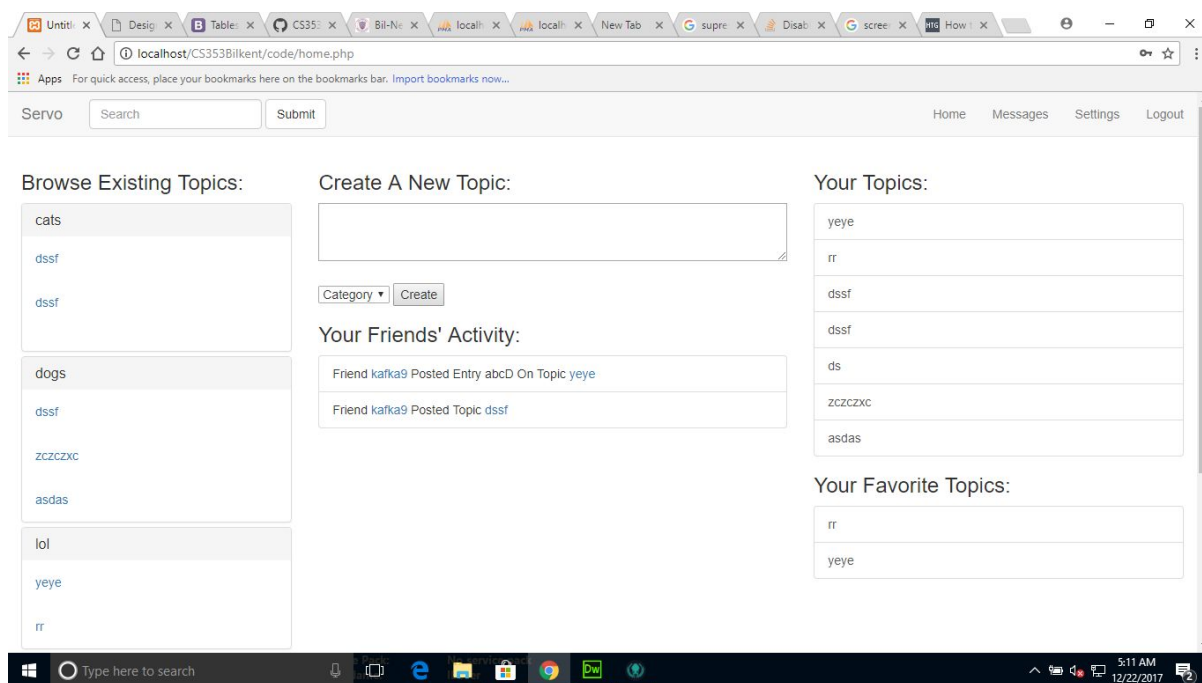 Untitl
Desig
Tables
CS353
Bil-Ne
localh
localh
New Tab
supre
Disab
scree
HTG How t
localhost/CS353Bilkent/code/home.php
Apps For quick access, place your bookmarks here on the bookmarks bar. Import bookmarks now...
Servo
Search
Submit
Home
Messages
Settings
Logout
Browse Existing Topics:
cats
dssf
dssf
dogs
dssf
zczczxc
asdas
lol
yeye
rr
Create A New Topic:
Category
Create
Your Friends' Activity:
Friend kafka9 Posted Entry abcD On Topic yeye
Friend kafka9 Posted Topic dssf
Your Topics:
yeye
rr
dssf
dssf
ds
zczczxc
asdas
Your Favorite Topics:
rr
yeye
Type here to search
Dw
5:11 AM
12/22/2017
2